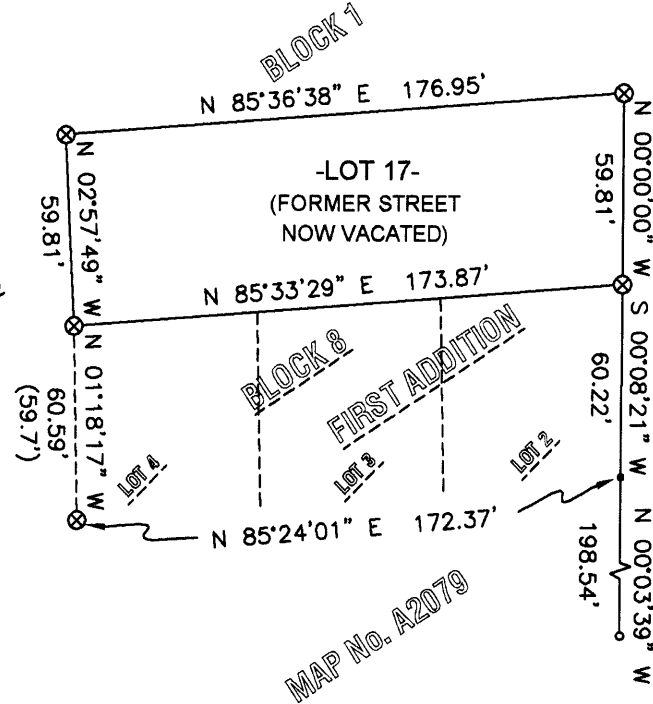 BLOCK 1
N 85°36'38" E 176.95'
N 00°00'00" W
59.81'
-LOT 17-
(FORMER STREET
NOW VACATED)
N 02°57'49" W
59.81'
N 85°33'29" E 173.87'
S 00°08'21" W
60.22'
BLOCK 8
FIRST ADDITION
N 01°18'17" W
60.59'
(59.7')
LOT 4
LOT 3
LOT 2
N 85°24'01" E 172.37'
N 00°03'39" W
198.54'
MAP No. A2079